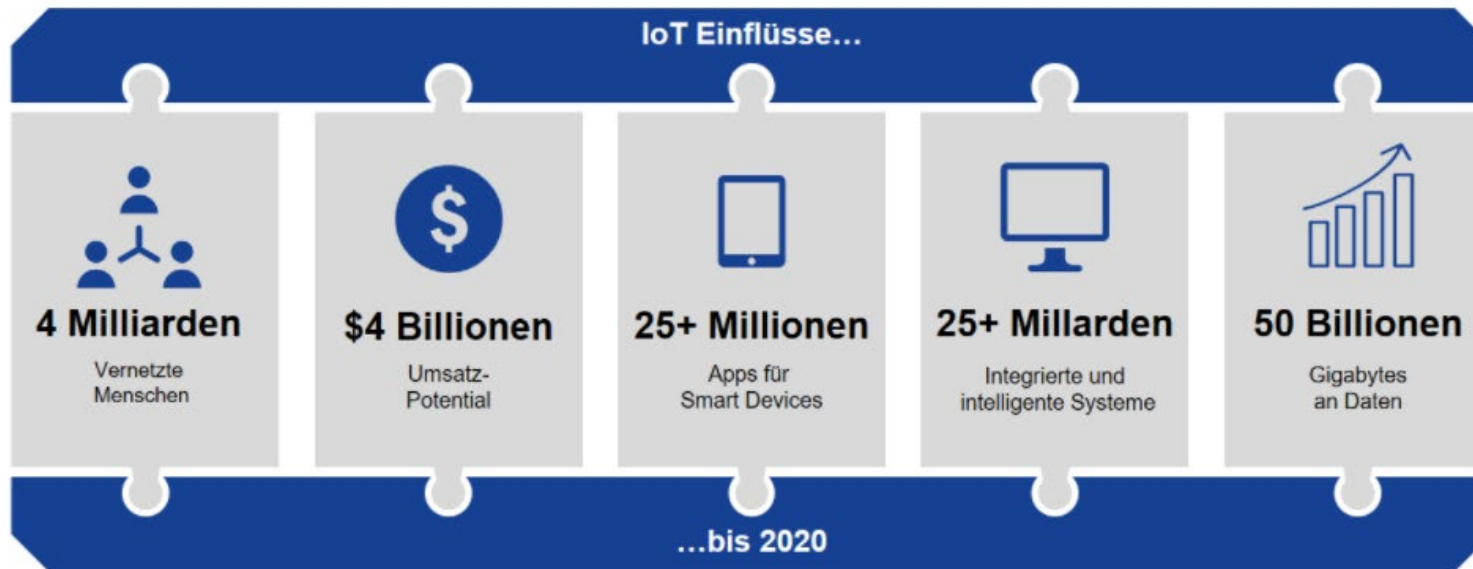 IoT Einflüsse...
4 Milliarden
Vernetzte
Menschen
$4 Billionen
Umsatz-
Potential
25+ Millionen
Apps für
Smart Devices
25+ Millarden
Integrierte und
intelligente Systeme
50 Billionen
Gigabytes
an Daten
...bis 2020